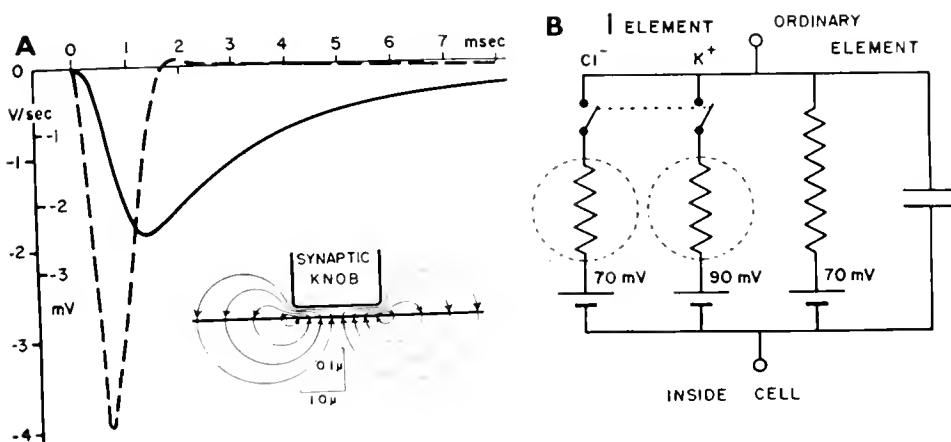 A
0 1 2 3 4 5 6 7 msec
0
V/sec
-1
-1
-2
-2
-3
mV
-3
-4
SYNAPTIC
KNOB
0.1μ
1.0μ
B
I ELEMENT
ORDINARY
ELEMENT
Cl⁻
K⁺
70 mV
90 mV
70 mV
INSIDE CELL